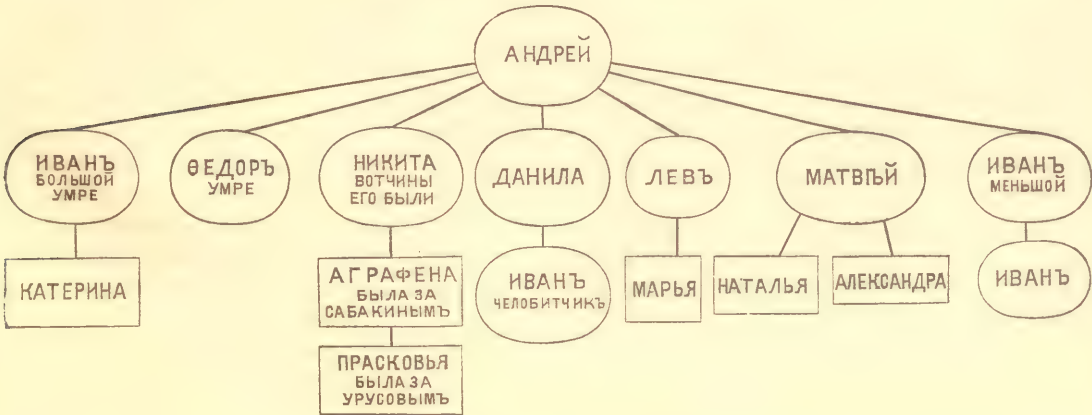 АНДРЕЙ
ИВАНЪ
БОЛЬШОЙ
УМРЕ
ѲЕДОРЪ
УМРЕ
НИКИТА
ВОТЧИНЫ
ЕГО БЫЛИ
ДАНИЛА
ЛЕВЪ
МАТВѢЙ
ИВАНЪ
МЕНЬШОЙ
КАТЕРИНА
АГРАФЕНА
БЫЛА ЗА
САБАКИНЫМЪ
ИВАНЪ
ЧЕЛОБИТЧИКЪ
МАРЬЯ
НАТАЛЬЯ
АЛЕКСАНДРА
ИВАНЪ
ПРАСКОВЬЯ
БЫЛА ЗА
УРУСОВЫМЪ